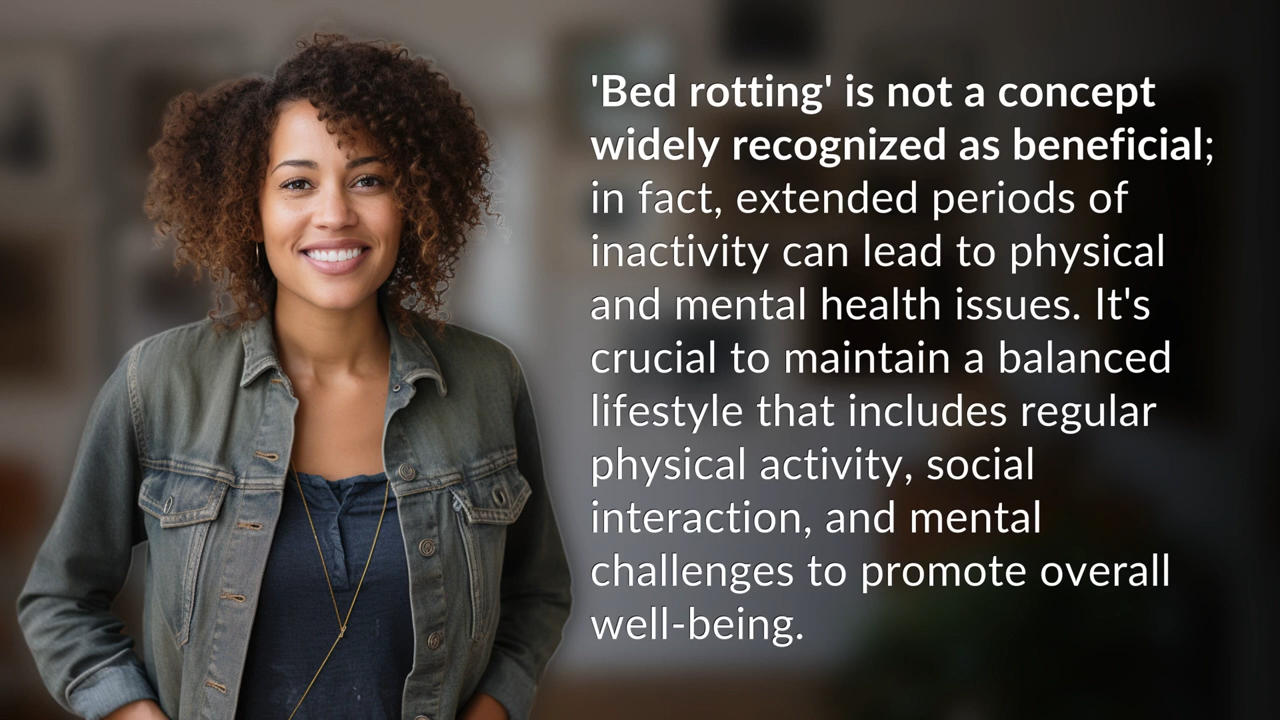 'Bed rotting' is not a concept
widely recognized as beneficial;
in fact, extended periods of
inactivity can lead to physical
and mental health issues. It's
crucial to maintain a balanced
lifestyle that includes regular
physical activity, social
interaction, and mental
challenges to promote overall
well-being.